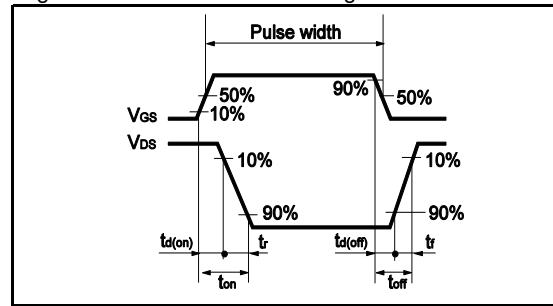 Pulse width
90%
50%
50%
10%
VGS
VDS
10%
10%
90%
90%
td(on)
tr
td(off)
tf
ton
toff